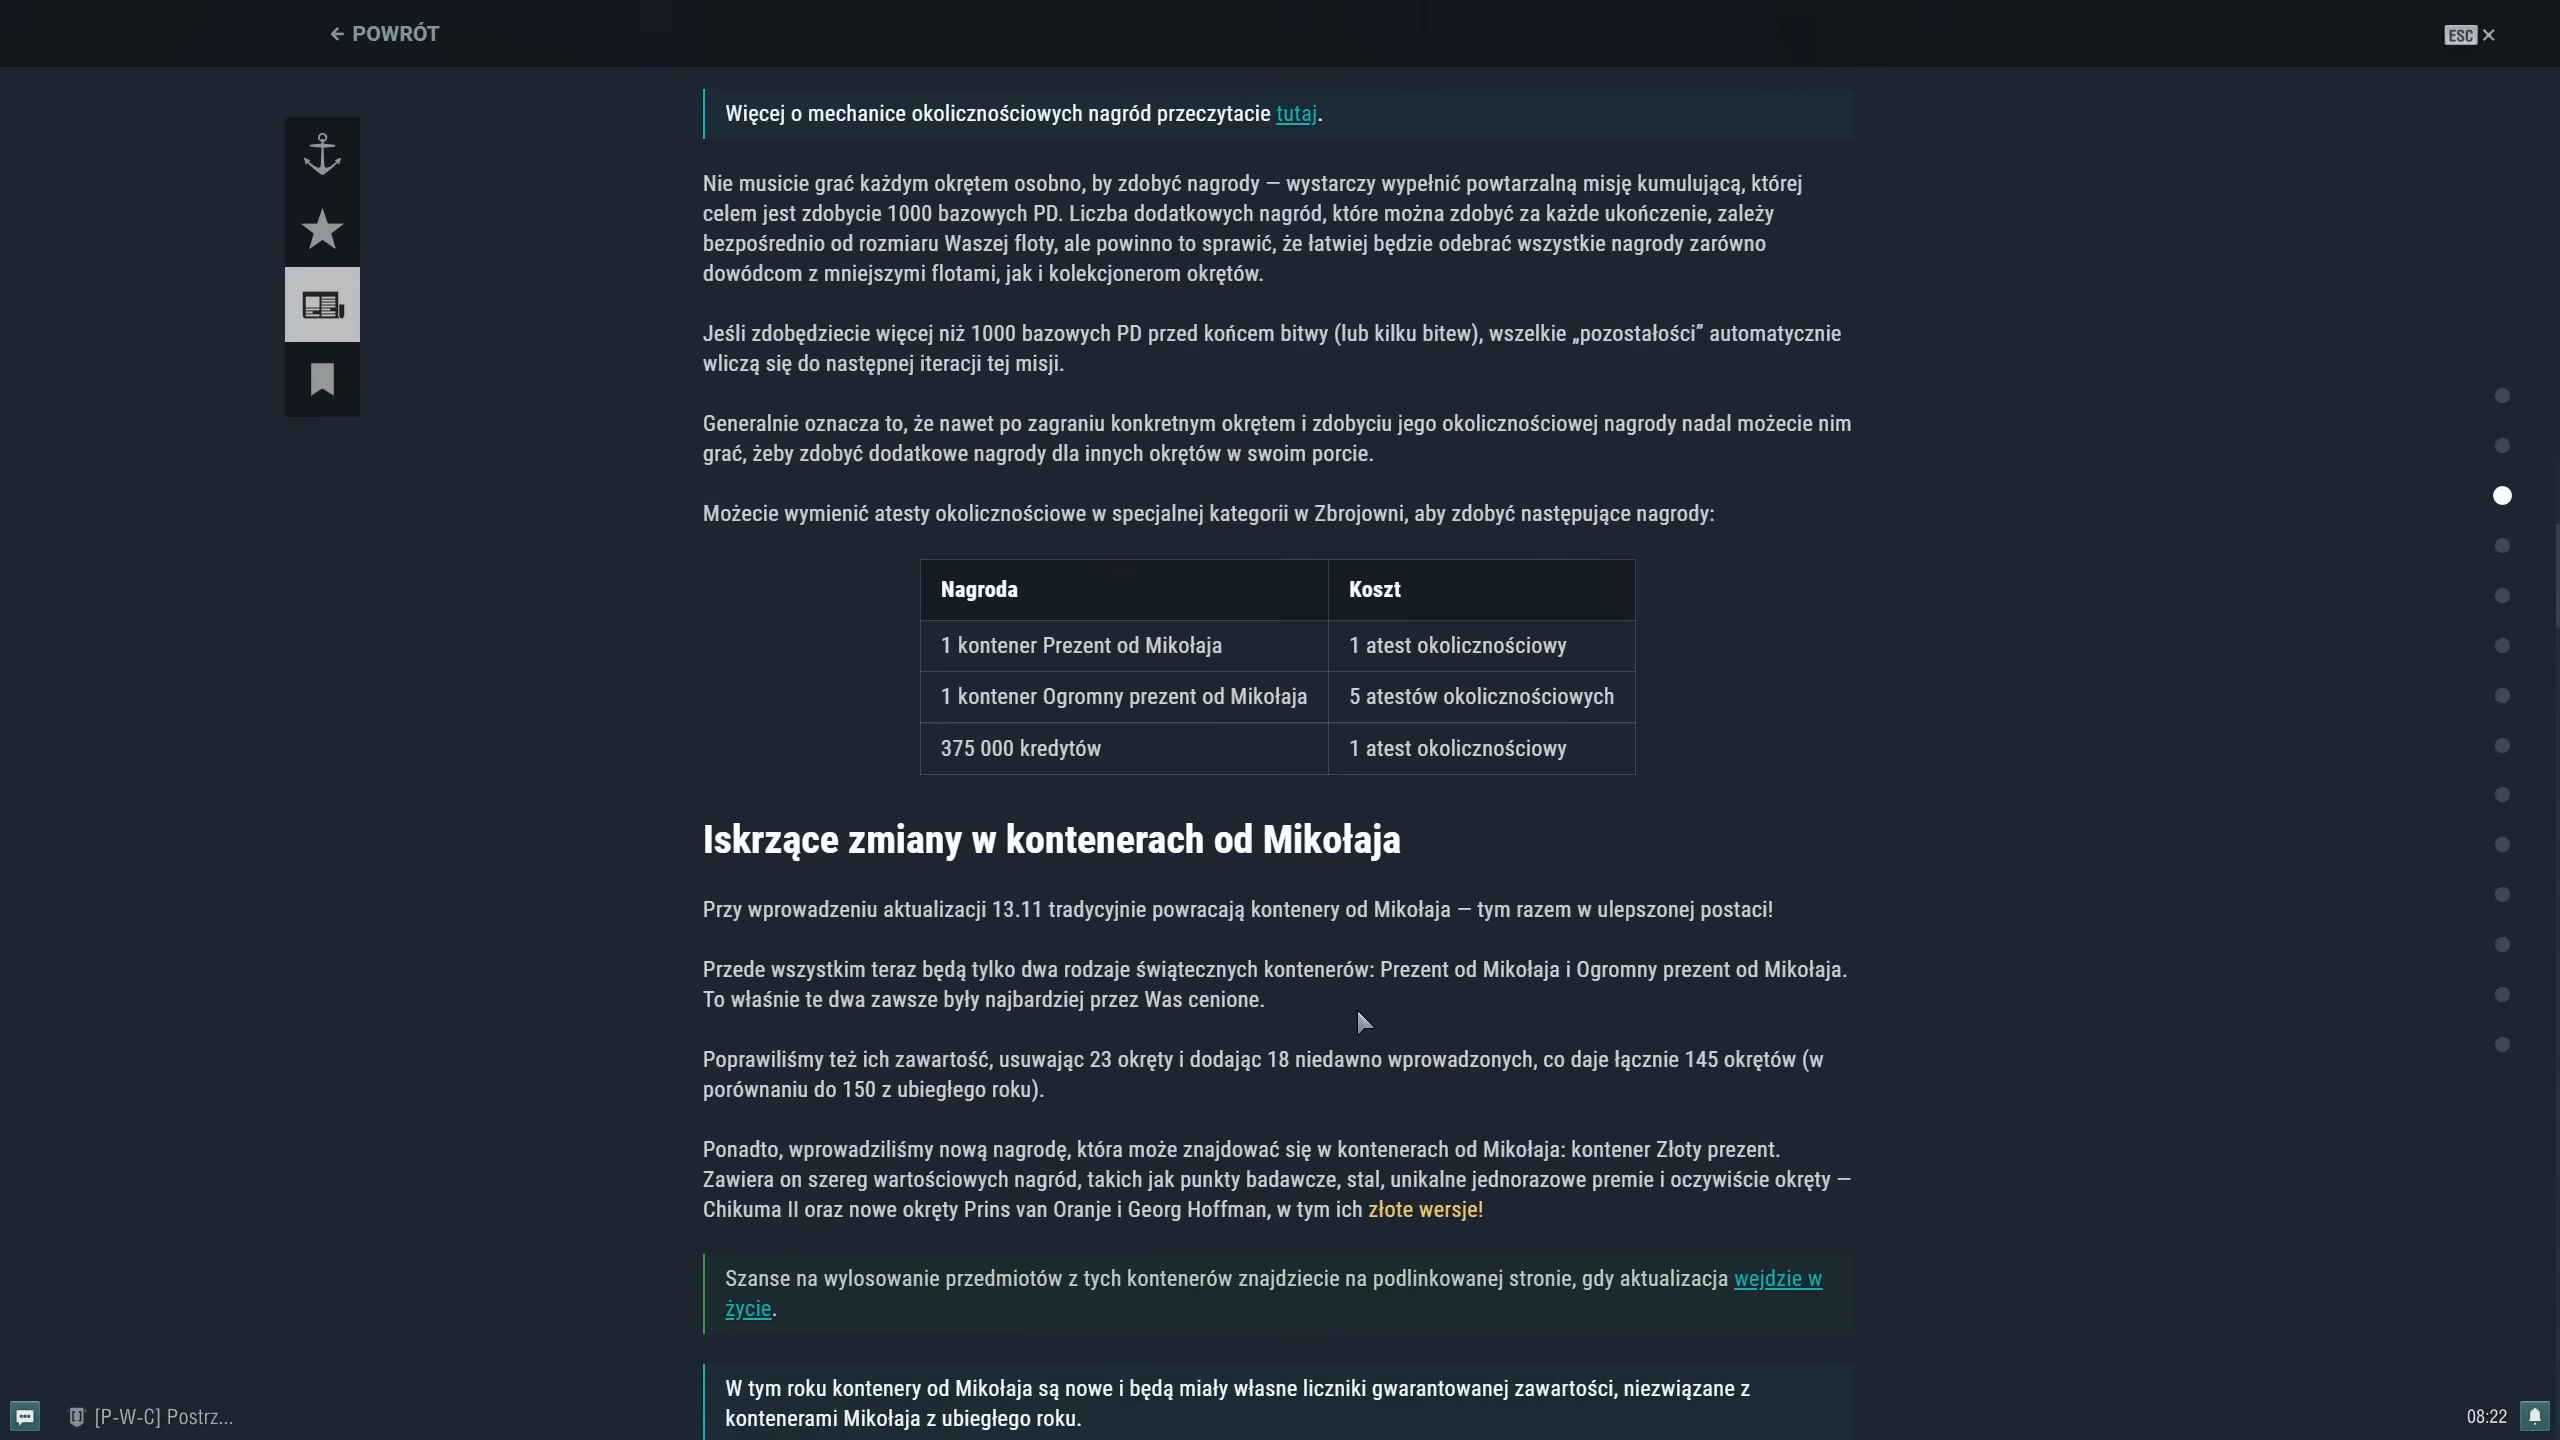 POWRÓT
ESC
Więcej o mechanice okolicznościowych nagród przeczytacie tutaj.
Nie musicie grać każdym okrętem osobno, by zdobyć nagrody — wystarczy wypełnić powtarzalną misję kumulującą, której
celem jest zdobycie 1000 bazowych PD. Liczba dodatkowych nagród, które można zdobyć za każde ukończenie, zależy
bezpośrednio od rozmiaru Waszej floty, ale powinno to sprawić, że łatwiej będzie odebrać wszystkie nagrody zarówno
dowódcom z mniejszymi flotami, jak i kolekcjonerom okrętów.
Jeśli zdobędziecie więcej niż 1000 bazowych PD przed końcem bitwy (lub kilku bitew), wszelkie „pozostałości” automatycznie
wliczą się do następnej iteracji tej misji.
Generalnie oznacza to, że nawet po zagraniu konkretnym okrętem i zdobyciu jego okolicznościowej nagrody nadal możecie nim
grać, żeby zdobyć dodatkowe nagrody dla innych okrętów w swoim porcie.
Możecie wymienić atesty okolicznościowe w specjalnej kategorii w Zbrojowni, aby zdobyć następujące nagrody:
Nagroda Koszt
1 kontener Prezent od Mikołaja 1 atest okolicznościowy
1 kontener Ogromny prezent od Mikołaja 5 atestów okolicznościowych
375 000 kredytów 1 atest okolicznościowy
Iskrzące zmiany w kontenerach od Mikołaja
Przy wprowadzeniu aktualizacji 13.11 tradycyjnie powracają kontenery od Mikołaja — tym razem w ulepszonej postaci!
Przede wszystkim teraz będą tylko dwa rodzaje świątecznych kontenerów: Prezent od Mikołaja i Ogromny prezent od Mikołaja.
To właśnie te dwa zawsze były najbardziej przez Was cenione.
Poprawiliśmy też ich zawartość, usuwając 23 okręty i dodając 18 niedawno wprowadzonych, co daje łącznie 145 okrętów (w
porównaniu do 150 z ubiegłego roku).
Ponadto, wprowadziliśmy nową nagrodę, która może znajdować się w kontenerach od Mikołaja: kontener Złoty prezent.
Zawiera on szereg wartościowych nagród, takich jak punkty badawcze, stal, unikalne jednorazowe premie i oczywiście okręty —
Chikuma II oraz nowe okręty Prins van Oranje i Georg Hoffman, w tym ich złote wersje!
Szanse na wylosowanie przedmiotów z tych kontenerów znajdziecie na podlinkowanej stronie, gdy aktualizacja wejdzie w
życie.
W tym roku kontenery od Mikołaja są nowe i będą miały własne liczniki gwarantowanej zawartości, niezwiązane z
kontenerami Mikołaja z ubiegłego roku.
[P-W-C] Postrz...
08:22